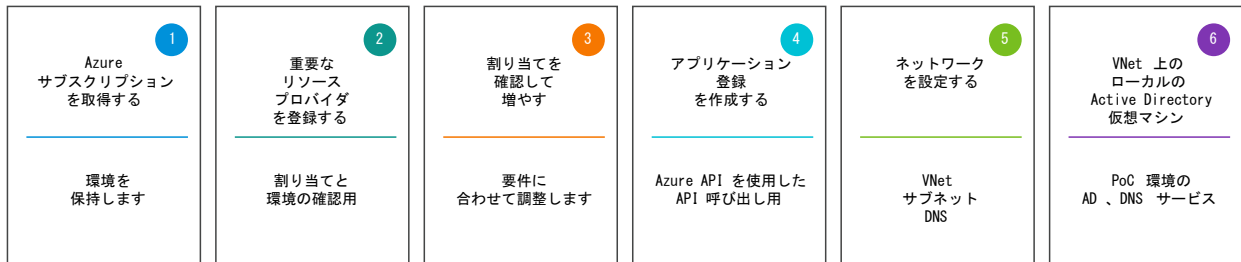 1
Azure
サブスクリプション
を取得する
環境を
保持します
2
重要な
リソース
プロバイダ
を登録する
割り当てと
環境の確認用
3
割り当てを
確認して
増やす
要件に
合わせて調整します
4
アプリケーション
登録
を作成する
Azure API を使用した
API 呼び出し用
5
ネットワーク
を設定する
VNet
サブネット
DNS
6
VNet 上の
ローカルの
Active Directory
仮想マシン
PoC 環境の
AD 、DNS サービス